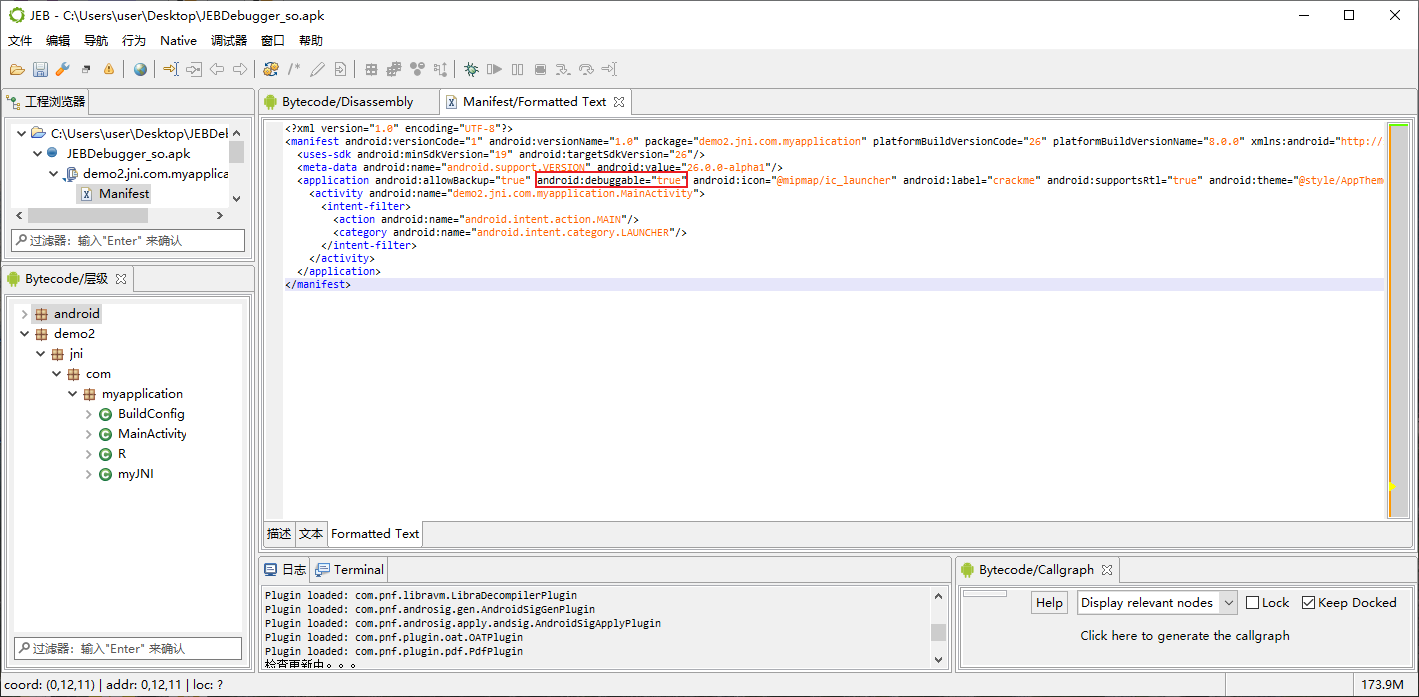 JEB - C:\Users\user\Desktop\JEBDebugger_so.apk
文件 编辑 导航 行为 Native 调试器 窗口 帮助
工程浏览器
C:\Users\user\Desktop\JEBDe
JEBDebugger_so.apk
demo2.jni.com.myapplica
Manifest
过滤器：输入"Enter" 来确认
Bytecode/层级
android
demo2
jni
com
myapplication
BuildConfig
MainActivity
R
myJNI
过滤器：输入"Enter" 来确认
Bytecode/Disassembly
Manifest/Formatted Text
<?xml version="1.0" encoding="UTF-8"?>
<manifest android:versionCode="1" android:versionName="1.0" package="demo2.jni.com.myapplication" platformBuildVersionCode="26" platformBuildVersionName="8.0.0" xmlns:android="http://
<uses-sdk android:minSdkVersion="19" android:targetSdkVersion="26"/>
<meta-data android:name="android.support.VERSION" android:value="26.0.0-alpha1"/>
<application android:allowBackup="true" android:debuggable="true" android:icon="@mipmap/ic_launcher" android:label="crackme" android:supportsRtl="true" android:theme="@style/AppThem
<activity android:name="demo2.jni.com.myapplication.MainActivity">
<intent-filter>
<action android:name="android.intent.action.MAIN"/>
<category android:name="android.intent.category.LAUNCHER"/>
</intent-filter>
</activity>
</application>
</manifest>
描述 文本 Formatted Text
日志 Terminal
Plugin loaded: com.pnf.libravm.LibraDecompilerPlugin
Plugin loaded: com.pnf.androsig.gen.AndroidSigGenPlugin
Plugin loaded: com.pnf.androsig.apply.andsig.AndroidSigApplyPlugin
Plugin loaded: com.pnf.plugin.oat.OATPlugin
Plugin loaded: com.pnf.plugin.pdf.PdfPlugin
检查更新中。。。
Bytecode/Callgraph
Help Display relevant nodes Lock Keep Docked
Click here to generate the callgraph
coord: (0,12,11) | addr: 0,12,11 | loc: ?
173.9M